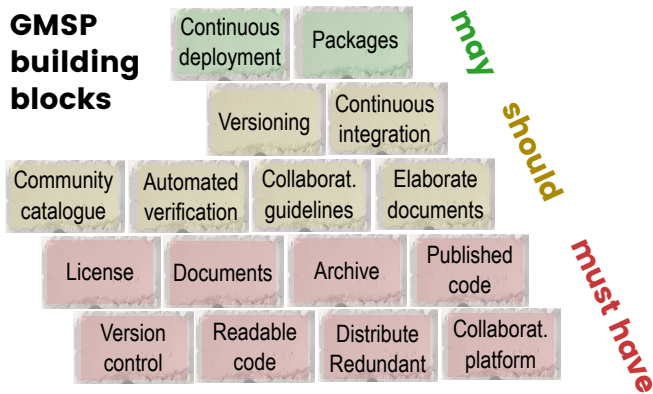 GMSP
building
blocks
Continuous
deployment
Packages
may
Versioning
Continuous
integration
should
Community
catalogue
Automated
verification
Collaborat.
guidelines
Elaborate
documents
License
Documents
Archive
Published
code
must have
Version
control
Readable
code
Distribute
Redundant
Collaborat.
platform